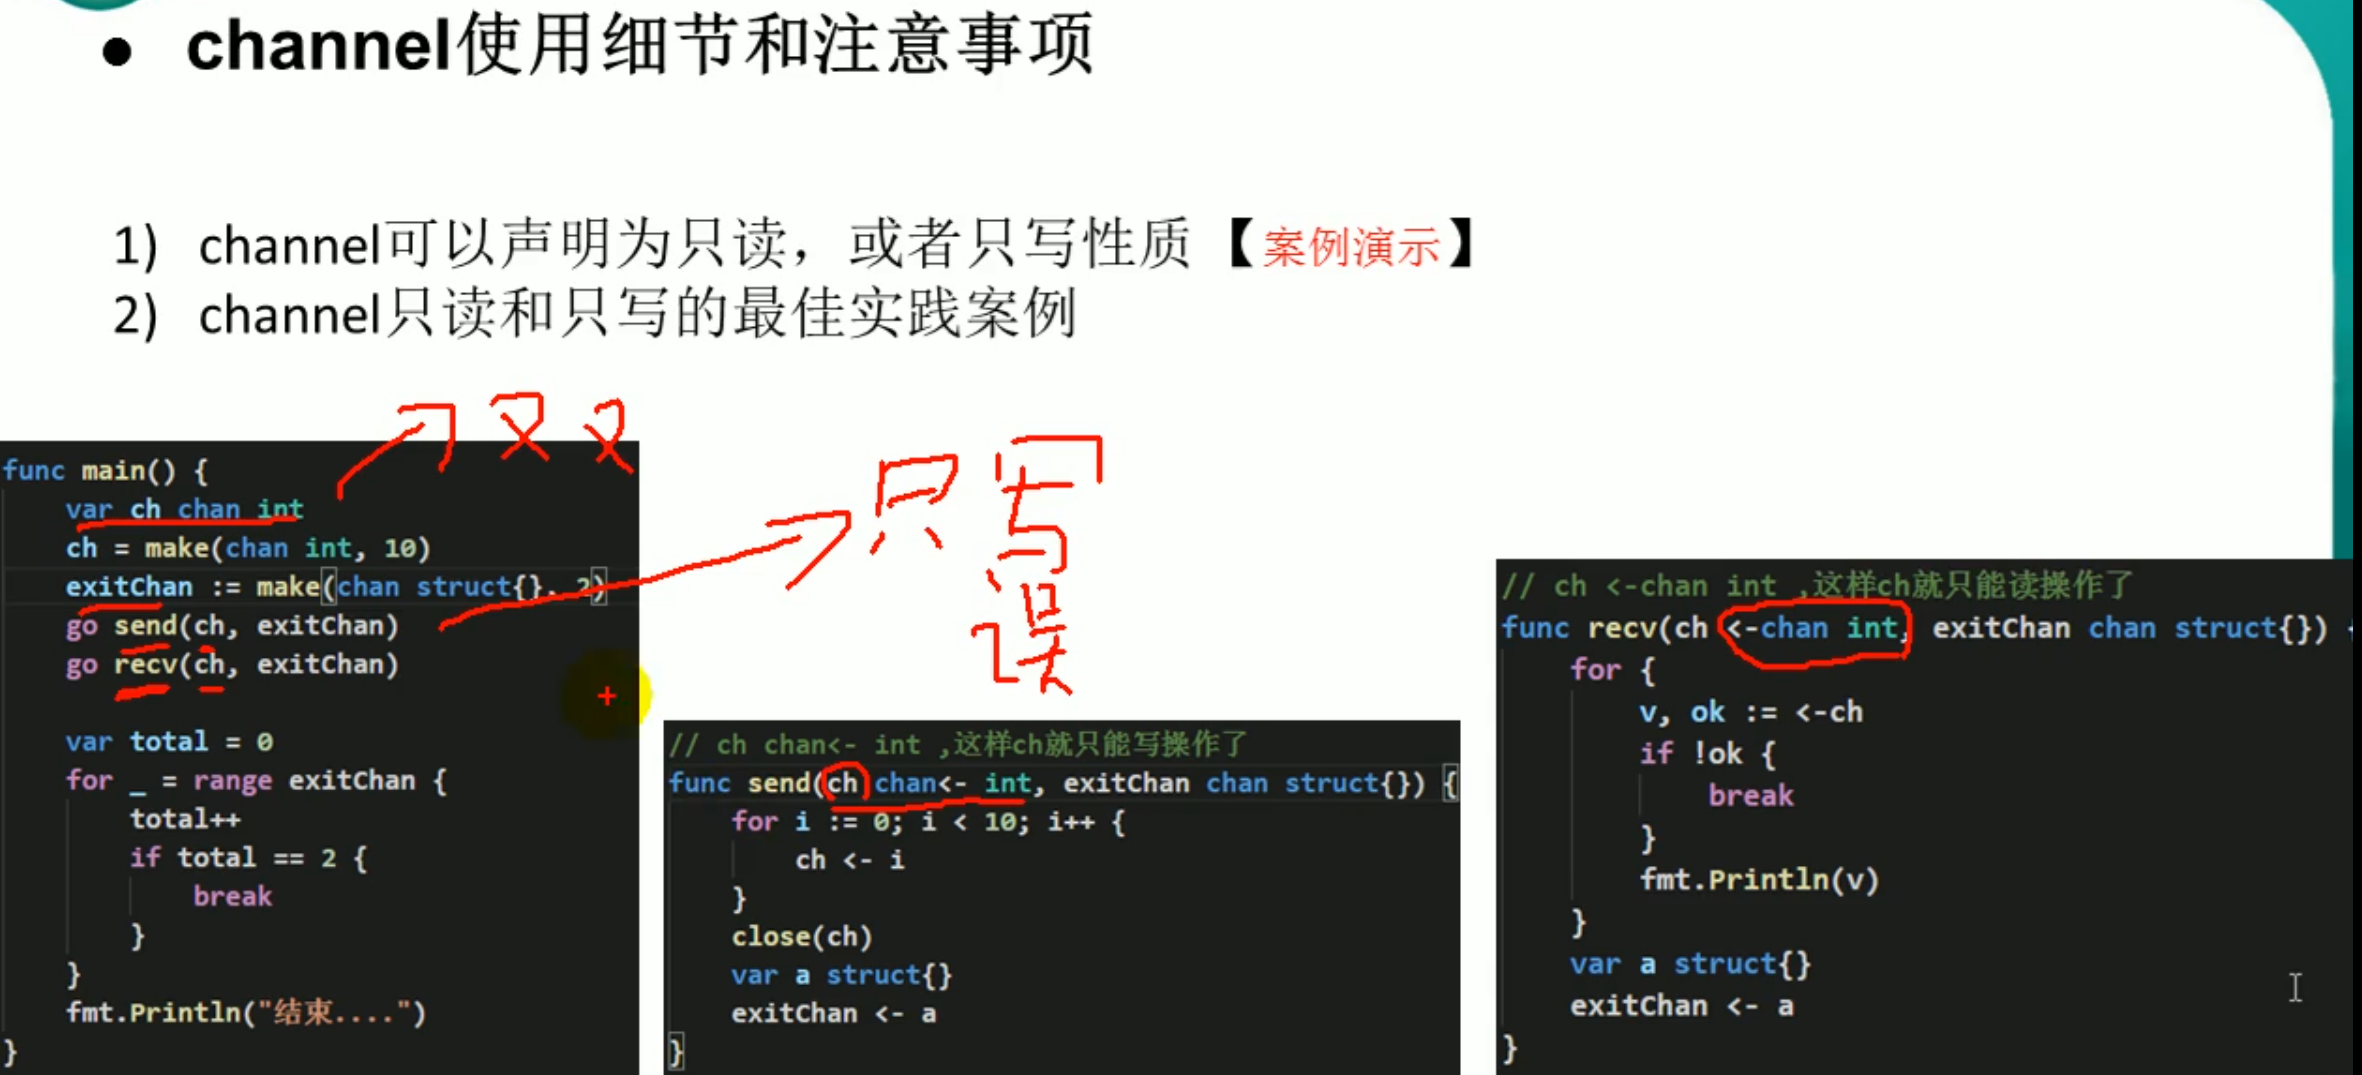 ● channel使用细节和注意事项
1) channel可以声明为只读，或者只写性质【案例演示】
2) channel只读和只写的最佳实践案例
func main() {
var ch chan int
ch = make(chan int, 10)
exitChan := make(chan struct{}, 2)
go send(ch, exitChan)
go recv(ch, exitChan)
var total = 0
for _ = range exitChan {
total++
if total == 2 {
break
}
}
fmt.Println("结束....")
}
只写
误
// ch chan<- int ,这样ch就只能写操作了
func send(ch chan<- int, exitChan chan struct{}) {
for i := 0; i < 10; i++ {
ch <- i
}
close(ch)
var a struct{}
exitChan <- a
}
// ch <-chan int ,这样ch就只能读操作了
func recv(ch <-chan int, exitChan chan struct{}) {
for {
v, ok := <-ch
if !ok {
break
}
fmt.Println(v)
}
var a struct{}
exitChan <- a
}